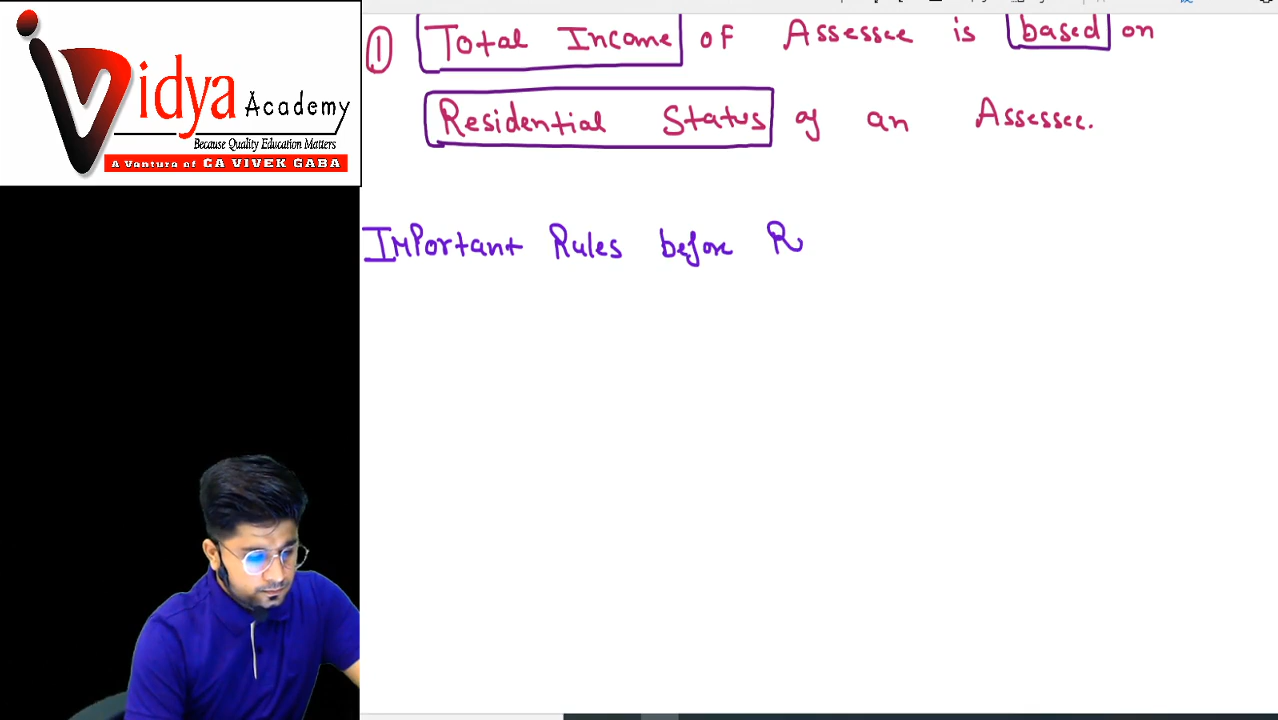 Vidya Academy
Because Quality Education Matters
A Vantura of CA VIVEK GABA
1 Total Income of Assessee is based on
Residential Status of an Assessee.
Important Rules before R